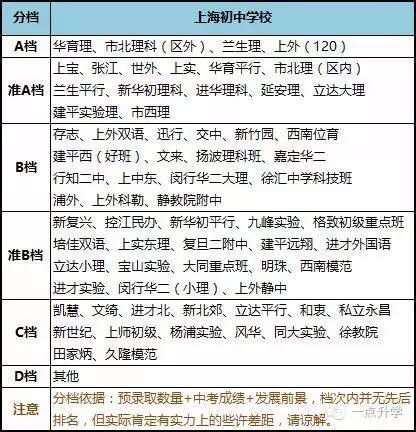 分档 上海初中学校
A档 华育理、市北理科（区外）、兰生理、上外（120）
上宝、张江、世外、上实、华育平行、市北理（区内）
准A档 兰生平行、新华初理科、进华理科、延安理、立达大理
建平实验理、市西理
存志、上外双语、迅行、交中、新竹园、西南位育
建平西（好班）、文来、扬波理科班、嘉定华二
B档 行知二中、上中东、闵行华二大理、徐汇中学科技班
浦外、上外科勒、静教院附中
新复兴、控江民办、新华初平行、九峰实验、格致初级重点班
培佳双语、上实东理、复旦二附中、建平远翔、进才外国语
准B档 立达小理、宝山实验、大同重点班、明珠、西南模范
进才实验、闵行华二（小理）、上外静中
凯慧、文绮、进才北、新北郊、立达平行、和衷、私立永昌
C档 新世纪、上师初级、杨浦实验、风华、同大实验、徐教院
田家炳、久隆模范
D档 其他
注意 分档依据：预录取数量+中考成绩+发展前景，档次内并无先后
排名，但实际肯定有实力上的些许差距，请谅解。
一点升学